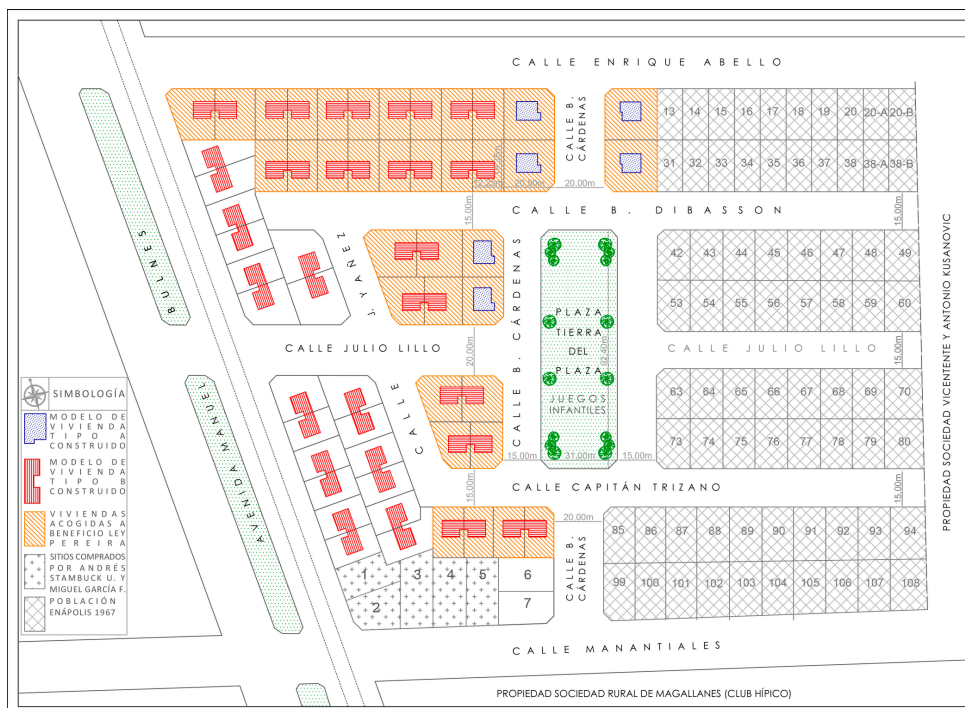 CALLE ENRIQUE ABELLO
CALLE B.
CÁRDENAS
13 14 15 16 17 18 19 20 20-A 20-B
31 32 33 34 35 36 37 38 38-A 38-B
20,90m 20.00m
15,00m
15,00m
CALLE B. DIBASSON
BULNES
J. YAÑEZ
CALLE B. CÁRDENAS
PLAZA
TIERRA
DEL
PLAZA
JUEGOS
INFANTILES
92.40m
42 43 44 45 46 47 48 49
53 54 55 56 57 58 59 60
CALLE JULIO LILLO
20,00m
CALLE JULIO LILLO
15,00m
PROPIEDAD SOCIEDAD VICENTENTE Y ANTONIO KUSANOVIC
AVENIDA MANUEL
CALLE
63 64 65 66 67 68 69 70
73 74 75 76 77 78 79 80
15,00m 31,00m 15,00m
15,00m
15,00m
CALLE CAPITÁN TRIZANO
20,00m
CALLE B.
CÁRDENAS
85 86 87 88 89 90 91 92 93 94
99 100 101 102 103 104 105 106 107 108
1 3 4 5 6
2 7
CALLE MANANTIALES
PROPIEDAD SOCIEDAD RURAL DE MAGALLANES (CLUB HÍPICO)
SIMBOLOGÍA
MODELO DE
VIVIENDA
TIPO A
CONSTRUIDO
MODELO DE
VIVIENDA
TIPO B
CONSTRUIDO
VIVIENDAS
ACOGIDAS A
BENEFICIO LEY
PEREIRA
SITIOS COMPRADOS
POR ANDRÉS
STAMBUCK U. Y
MIGUEL GARCÍA F.
POBLACIÓN
ENÁPOLIS 1967